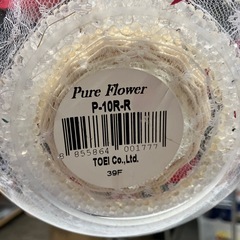 Pure Flower
P-10R-R
8 855864 001777
TOEI Co.,Ltd.
39F